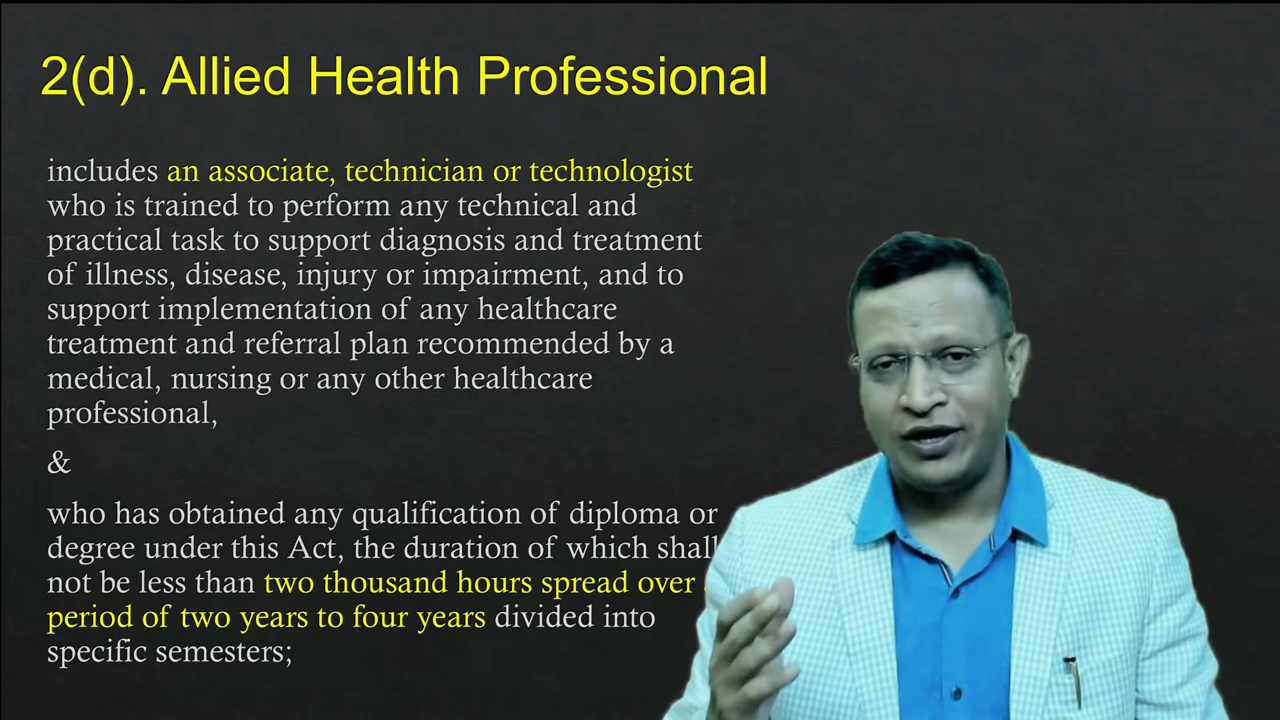 2(d). Allied Health Professional
includes an associate, technician or technologist
who is trained to perform any technical and
practical task to support diagnosis and treatment
of illness, disease, injury or impairment, and to
support implementation of any healthcare
treatment and referral plan recommended by a
medical, nursing or any other healthcare
professional,
&
who has obtained any qualification of diploma or
degree under this Act, the duration of which shall
not be less than two thousand hours spread over
period of two years to four years divided into
specific semesters;